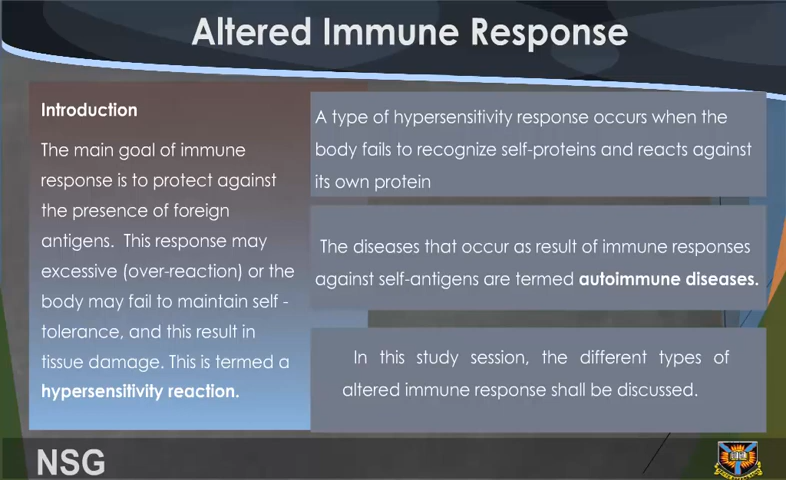 Altered Immune Response
Introduction
The main goal of immune
response is to protect against
the presence of foreign
antigens. This response may
excessive (over-reaction) or the
body may fail to maintain self -
tolerance, and this result in
tissue damage. This is termed a
hypersensitivity reaction.
A type of hypersensitivity response occurs when the
body fails to recognize self-proteins and reacts against
its own protein
The diseases that occur as result of immune responses
against self-antigens are termed autoimmune diseases.
In this study session, the different types of
altered immune response shall be discussed.
NSG